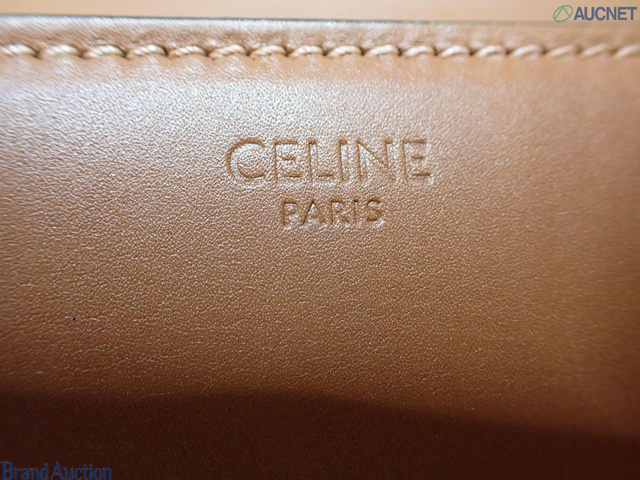 AUCNET
CELINE
PARIS
Brand Auction